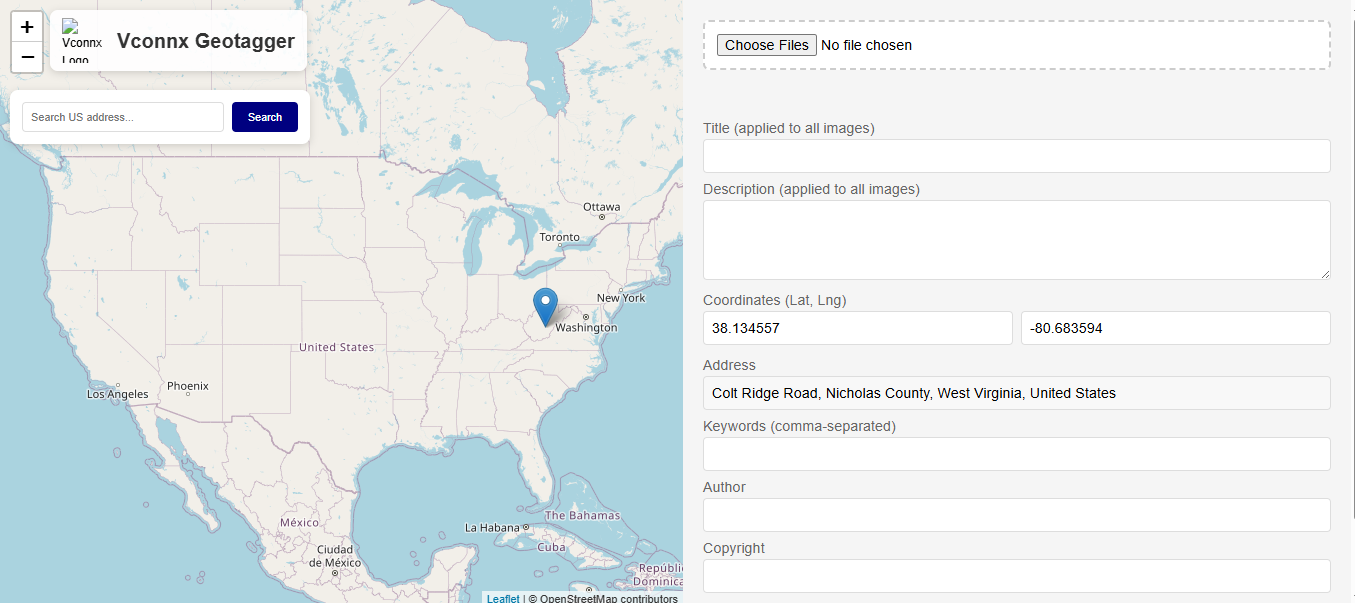 +
−
Vconnx
Logo
Vconnx Geotagger
Search US address...
Search
Ottawa
Toronto
New York
Washington
United States
Los Angeles
Phoenix
México
Ciudad
de México
La Habana
The Bahamas
Cuba
Leaflet | © OpenStreetMap contributors
Choose Files No file chosen
Title (applied to all images)
Description (applied to all images)
Coordinates (Lat, Lng)
38.134557
-80.683594
Address
Colt Ridge Road, Nicholas County, West Virginia, United States
Keywords (comma-separated)
Author
Copyright